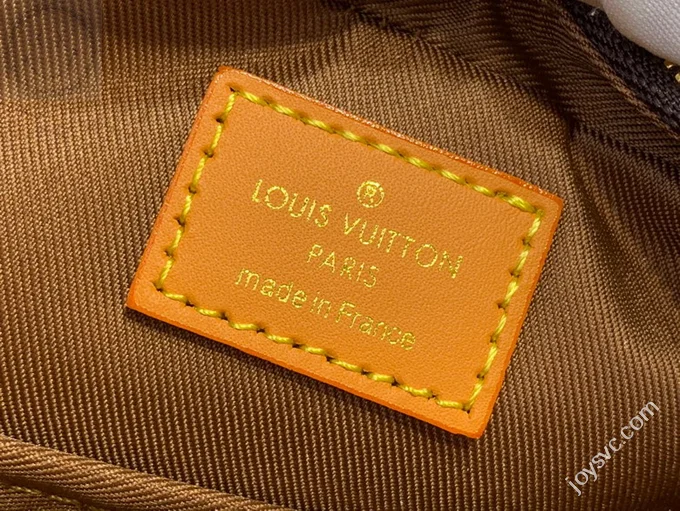 ®
LOUIS VUITTON
PARIS
made in France
joysvc.com